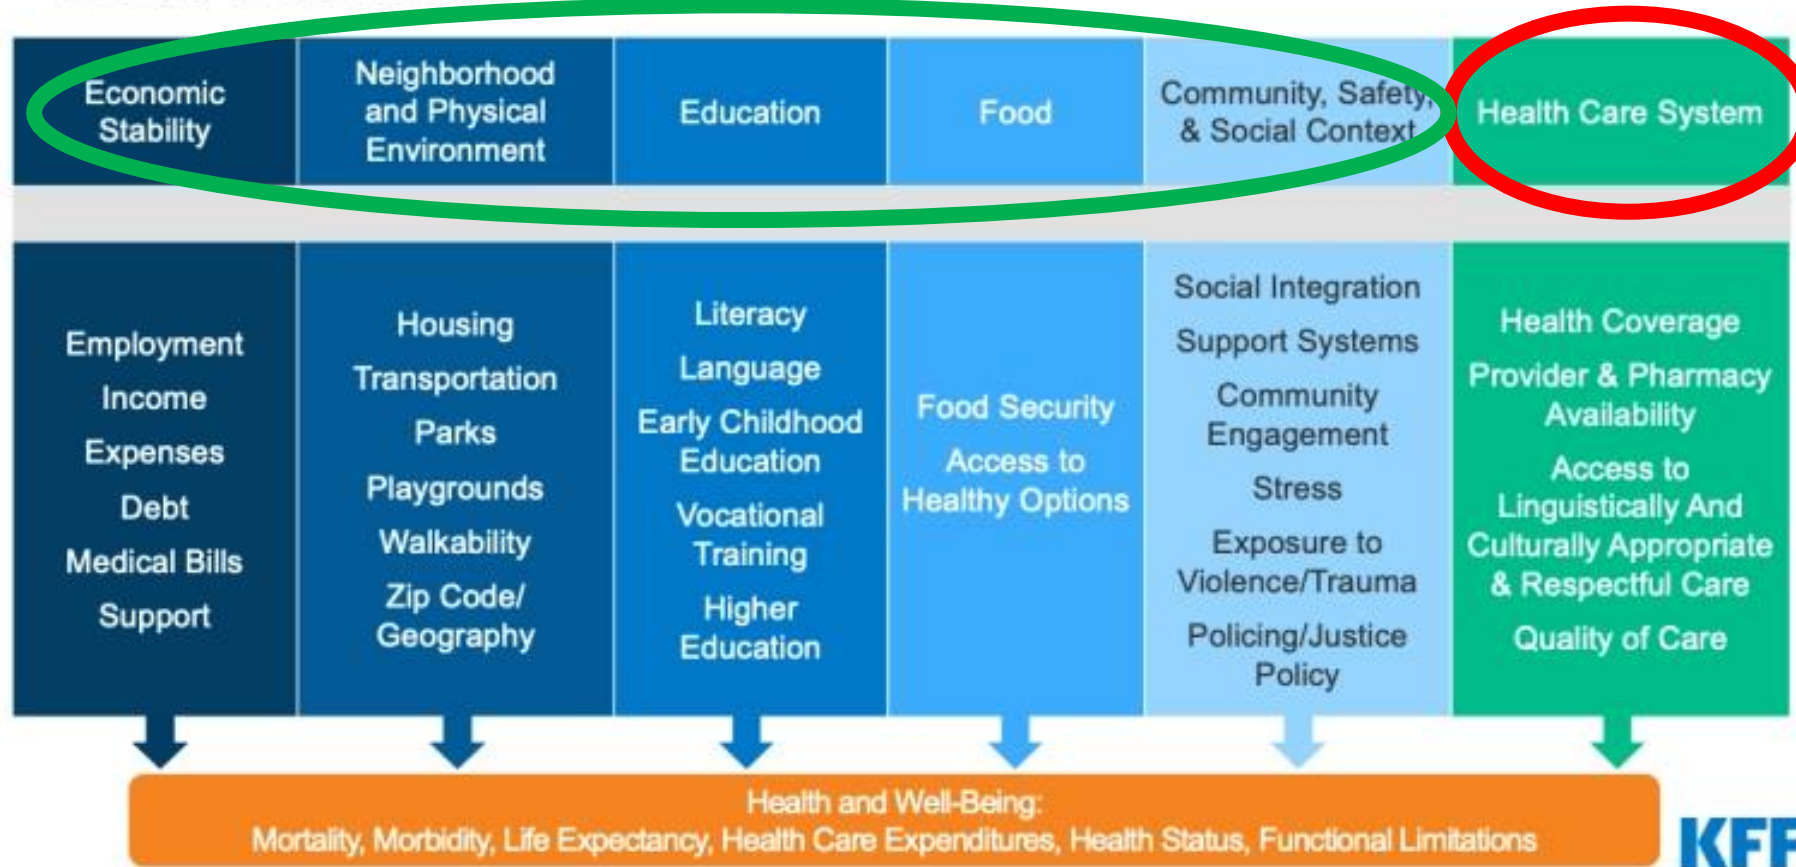 Economic
Stability
Neighborhood
and Physical
Environment
Education
Food
Community, Safety,
& Social Context
Health Care System
Employment
Income
Expenses
Debt
Medical Bills
Support
Housing
Transportation
Parks
Playgrounds
Walkability
Zip Code/
Geography
Literacy
Language
Early Childhood
Education
Vocational
Training
Higher
Education
Food Security
Access to
Healthy Options
Social Integration
Support Systems
Community
Engagement
Stress
Exposure to
Violence/Trauma
Policing/Justice
Policy
Health Coverage
Provider & Pharmacy
Availability
Access to
Linguistically And
Culturally Appropriate
& Respectful Care
Quality of Care
Health and Well-Being:
Mortality, Morbidity, Life Expectancy, Health Care Expenditures, Health Status, Functional Limitations
KFF